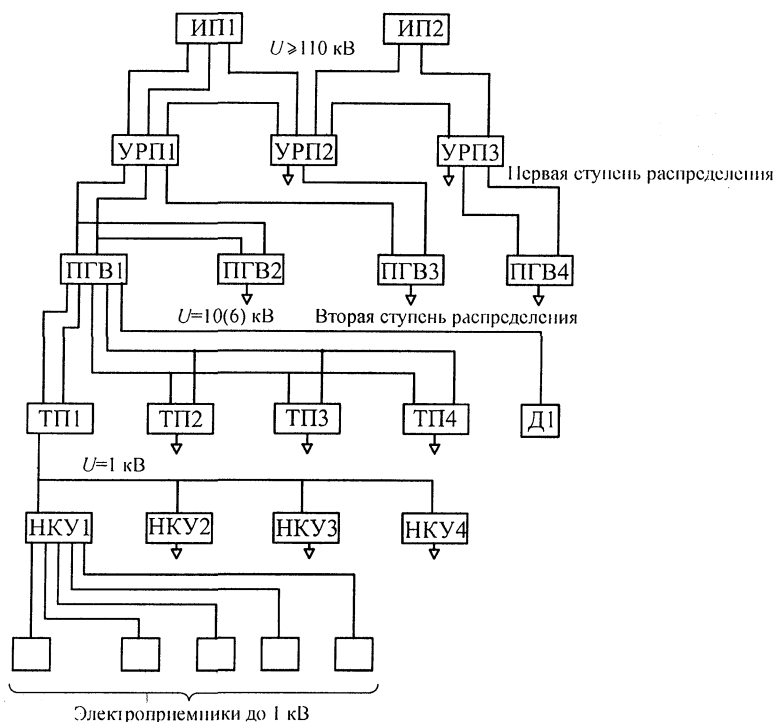 ИП1
ИП2
U⩾110 кВ
УРП1
УРП2
УРП3
Первая ступень распределения
ПГВ1
ПГВ2
ПГВ3
ПГВ4
U=10(6) кВ
Вторая ступень распределения
ТП1
ТП2
ТП3
ТП4
Д1
U=1 кВ
НКУ1
НКУ2
НКУ3
НКУ4
Электроприемники до 1 кВ